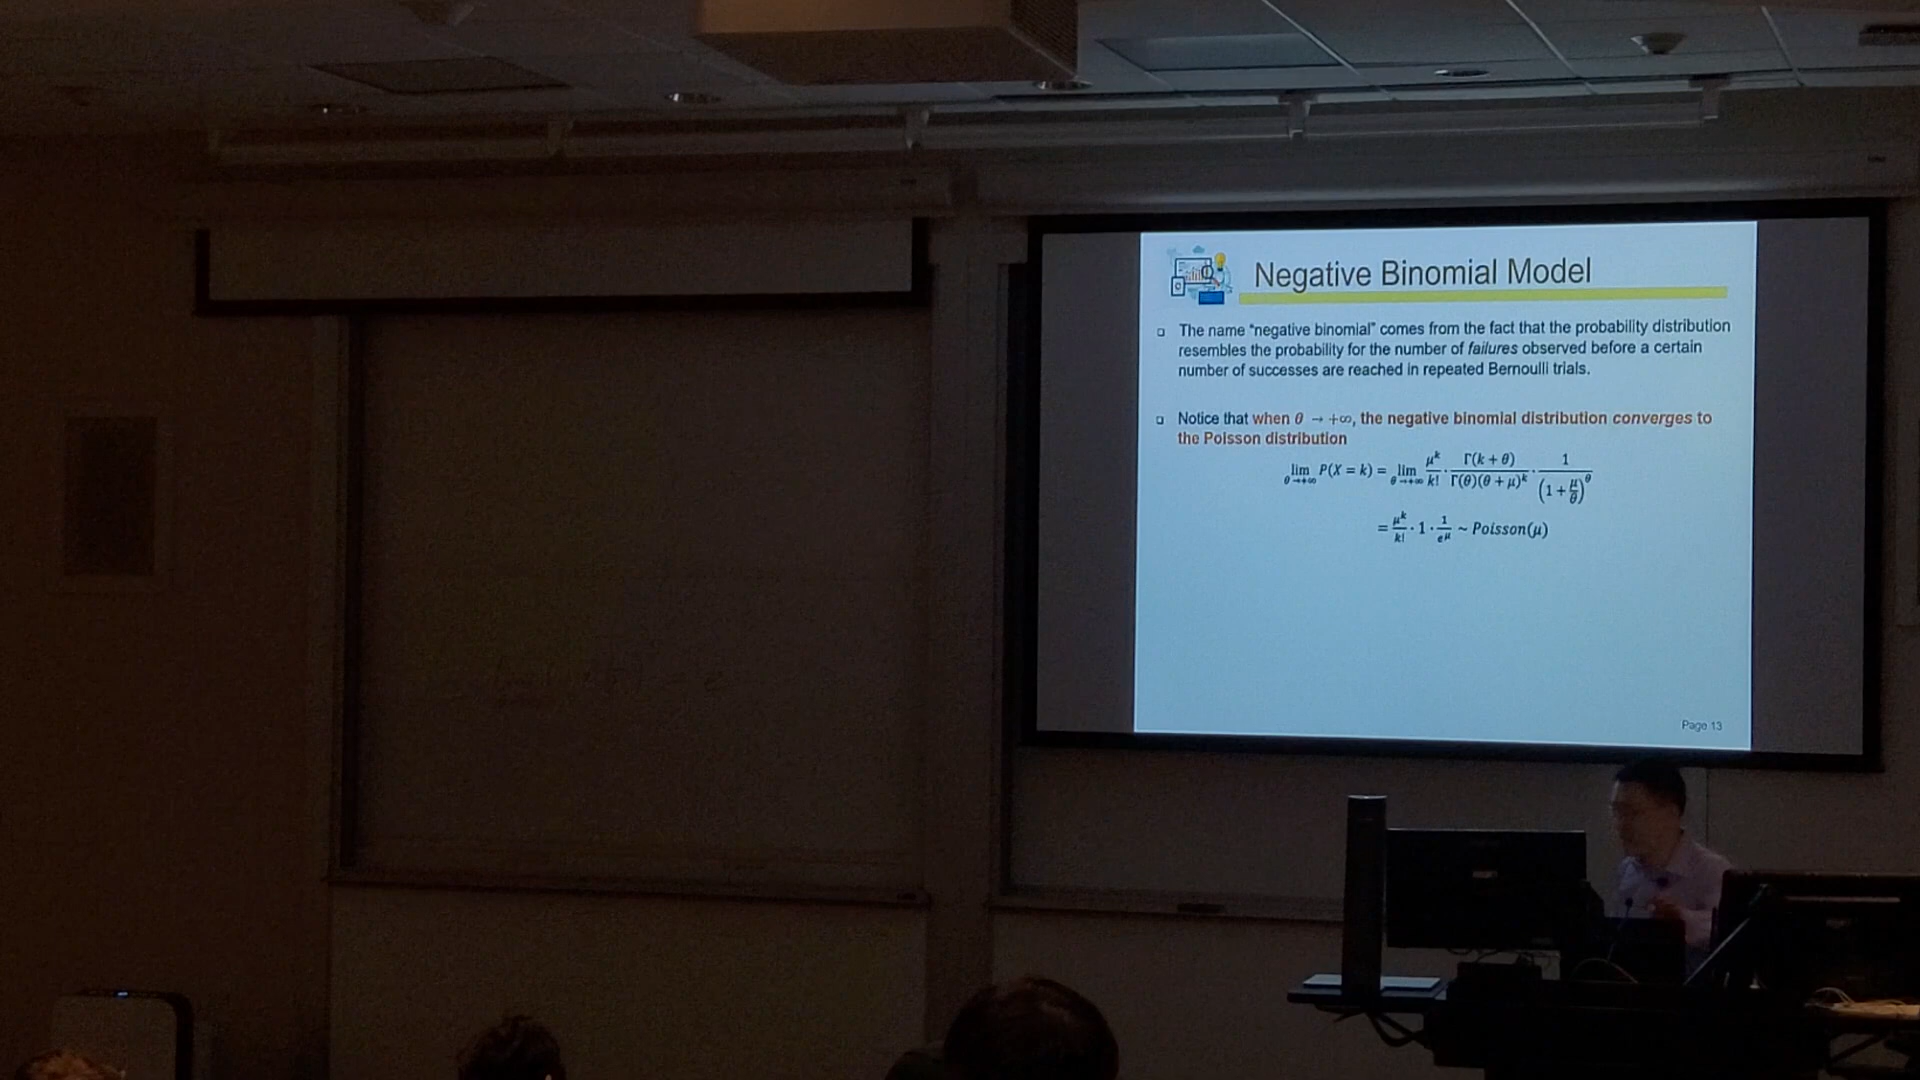 Negative Binomial Model
The name “negative binomial” comes from the fact that the probability distribution
resembles the probability for the number of failures observed before a certain
number of successes are reached in repeated Bernoulli trials.
Notice that when θ → +∞, the negative binomial distribution converges to
the Poisson distribution
lim_{θ→+∞} P(X = k) = lim_{θ→+∞} μ^k/k! · Γ(k + θ)/(Γ(θ)(θ + μ)^k) · 1/(1 + μ/θ)^θ
= μ^k/k! · 1 · 1/e^μ ~ Poisson(μ)
Page 13